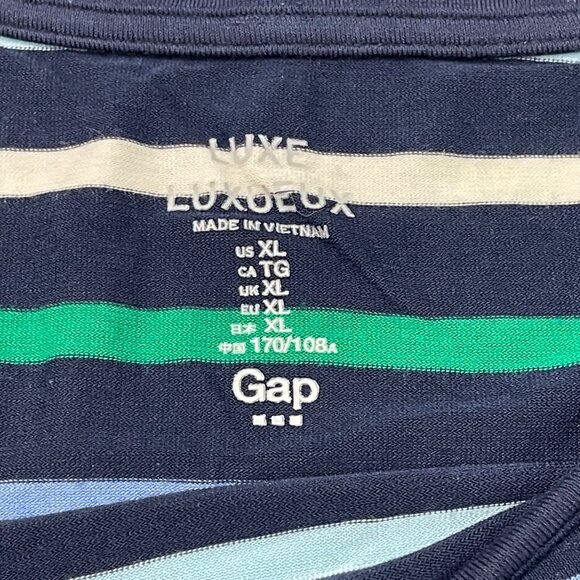 LUXE
LUXUEUX
MADE IN VIETNAM
US XL
CA TG
UK XL
EU XL
日本 XL
中国 170/108A
Gap